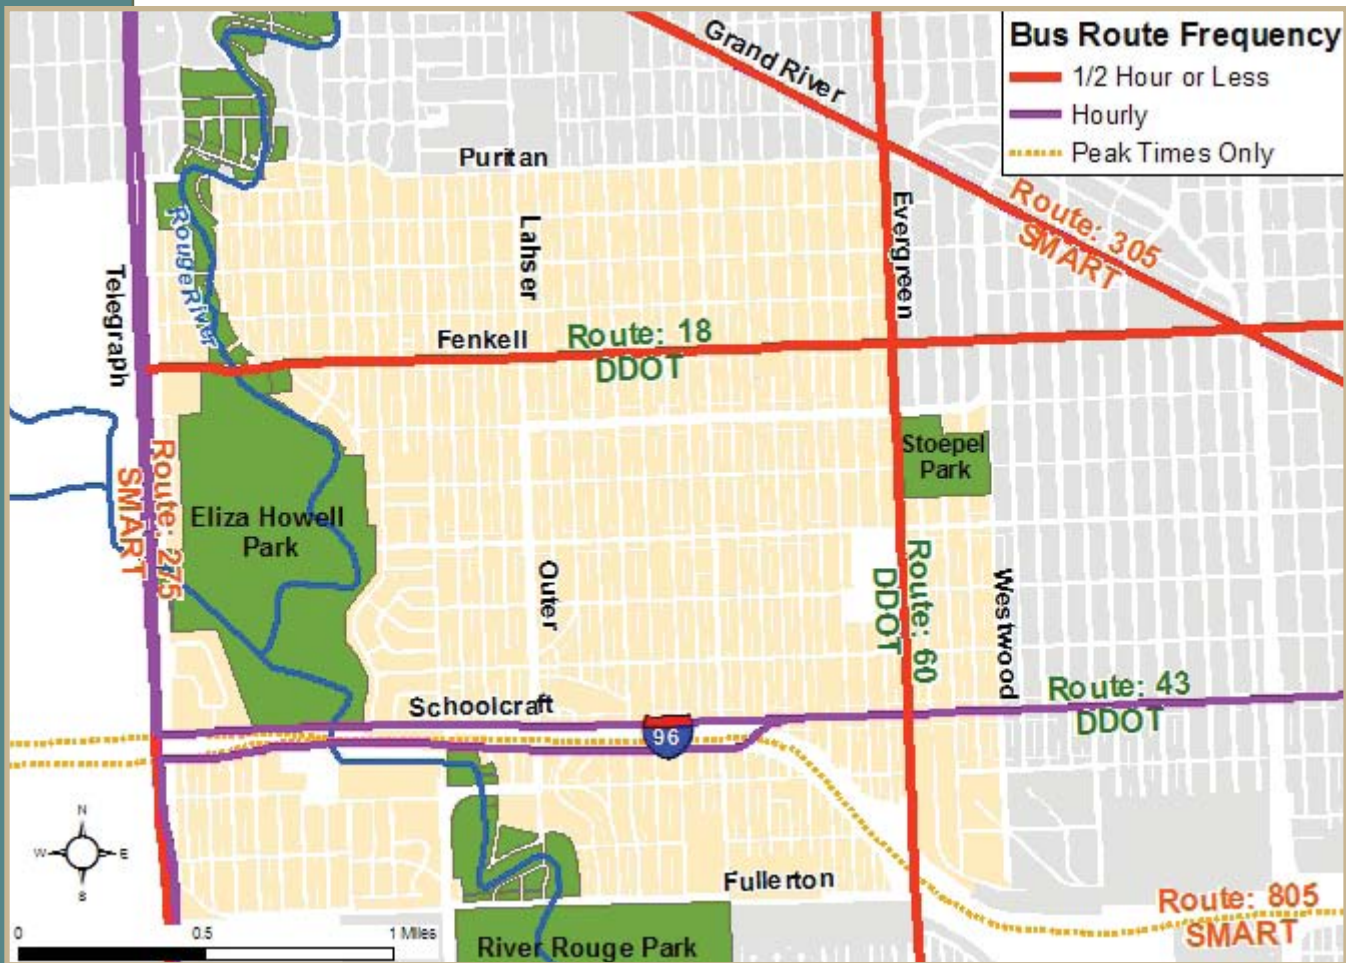 Bus Route Frequency
1/2 Hour or Less
Hourly
Peak Times Only
Grand River
Puritan
Route: 305
SMART
Evergreen
Lahser
Rouge River
Telegraph
Fenkell
Route: 18
DDOT
Stoepel
Park
Route: 275
SMART
Eliza Howell
Park
Outer
Route: 60
DDOT
Westwood
Schoolcraft
Route: 43
DDOT
96
N
W
E
S
Fullerton
Route: 805
SMART
River Rouge Park
0
0.5
1 Miles